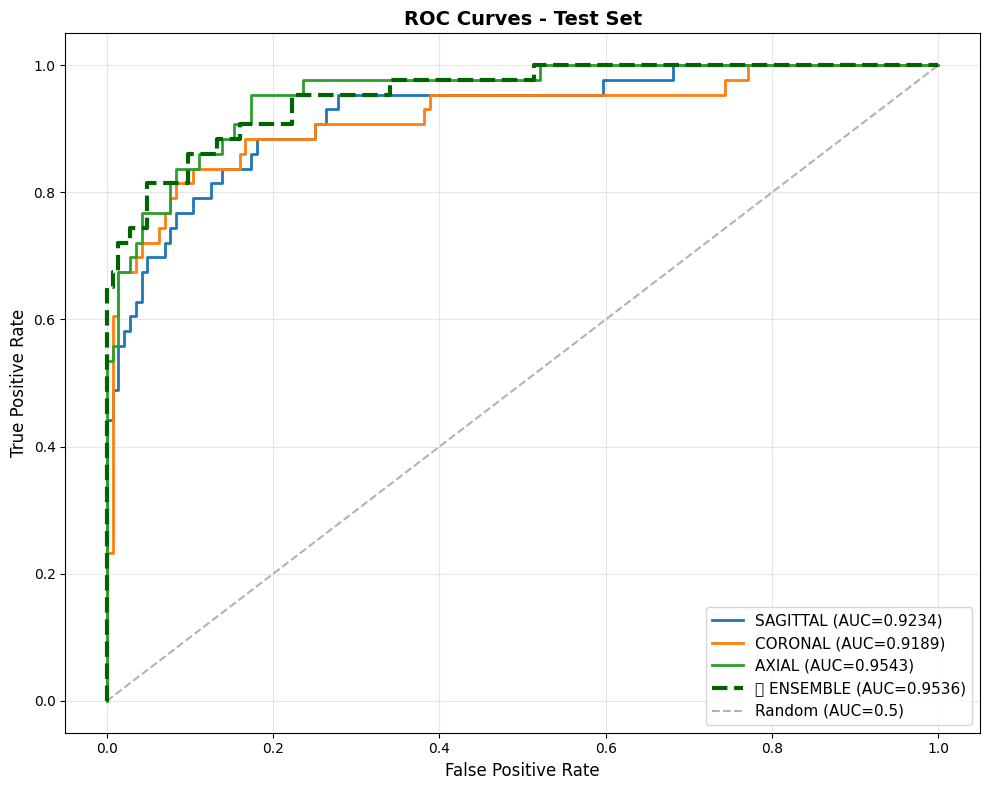 ROC Curves - Test Set
True Positive Rate
1.0
0.8
0.6
0.4
0.2
0.0
0.0 0.2 0.4 0.6 0.8 1.0
False Positive Rate
SAGITTAL (AUC=0.9234)
CORONAL (AUC=0.9189)
AXIAL (AUC=0.9543)
ENSEMBLE (AUC=0.9536)
Random (AUC=0.5)